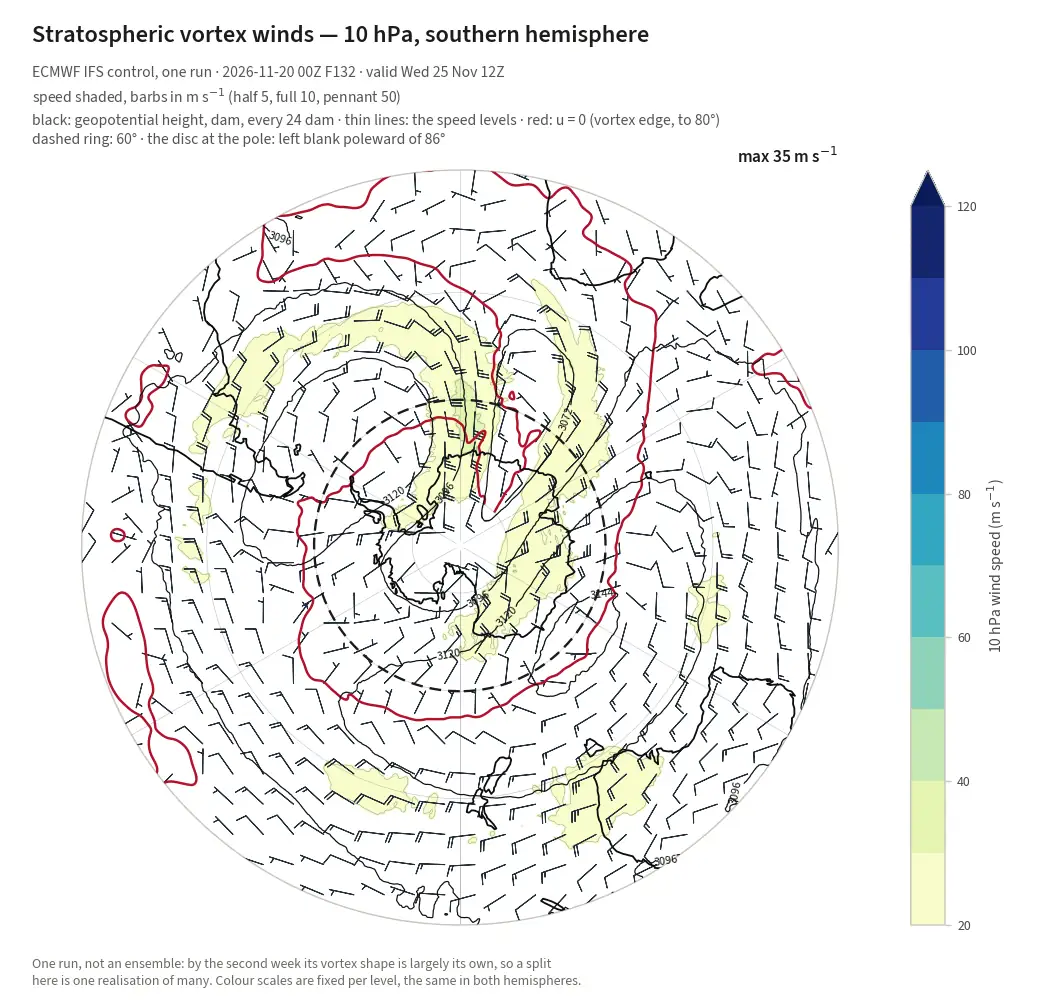 Stratospheric vortex winds — 10 hPa, southern hemisphere
ECMWF IFS control, one run · 2026-11-20 00Z F132 · valid Wed 25 Nov 12Z
speed shaded, barbs in m s⁻¹ (half 5, full 10, pennant 50)
black: geopotential height, dam, every 24 dam · thin lines: the speed levels · red: u = 0 (vortex edge, to 80°)
dashed ring: 60° · the disc at the pole: left blank poleward of 86°
max 35 m s⁻¹
120
100
80
60
40
20
10 hPa wind speed (m s⁻¹)
3096
3072
3120
3096
3096
3144
3120
3120
3096
3096
One run, not an ensemble: by the second week its vortex shape is largely its own, so a split
here is one realisation of many. Colour scales are fixed per level, the same in both hemispheres.